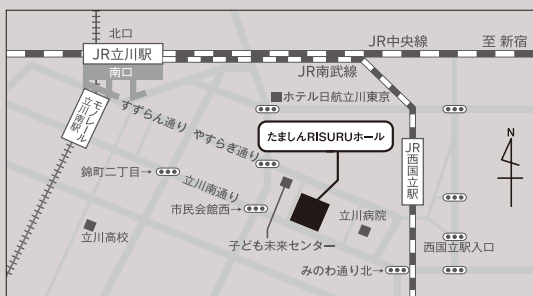 北口
JR立川駅
南口
JR中央線
至 新宿
JR南武線
モノレール
立川南駅
すずらん通り
やすらぎ通り
ホテル日航立川東京
たましんRISURUホール
JR西国立駅
N
錦町二丁目→
立川南通り
市民会館西→
立川高校
子ども未来センター
立川病院
西国立駅入口
みのわ通り北→